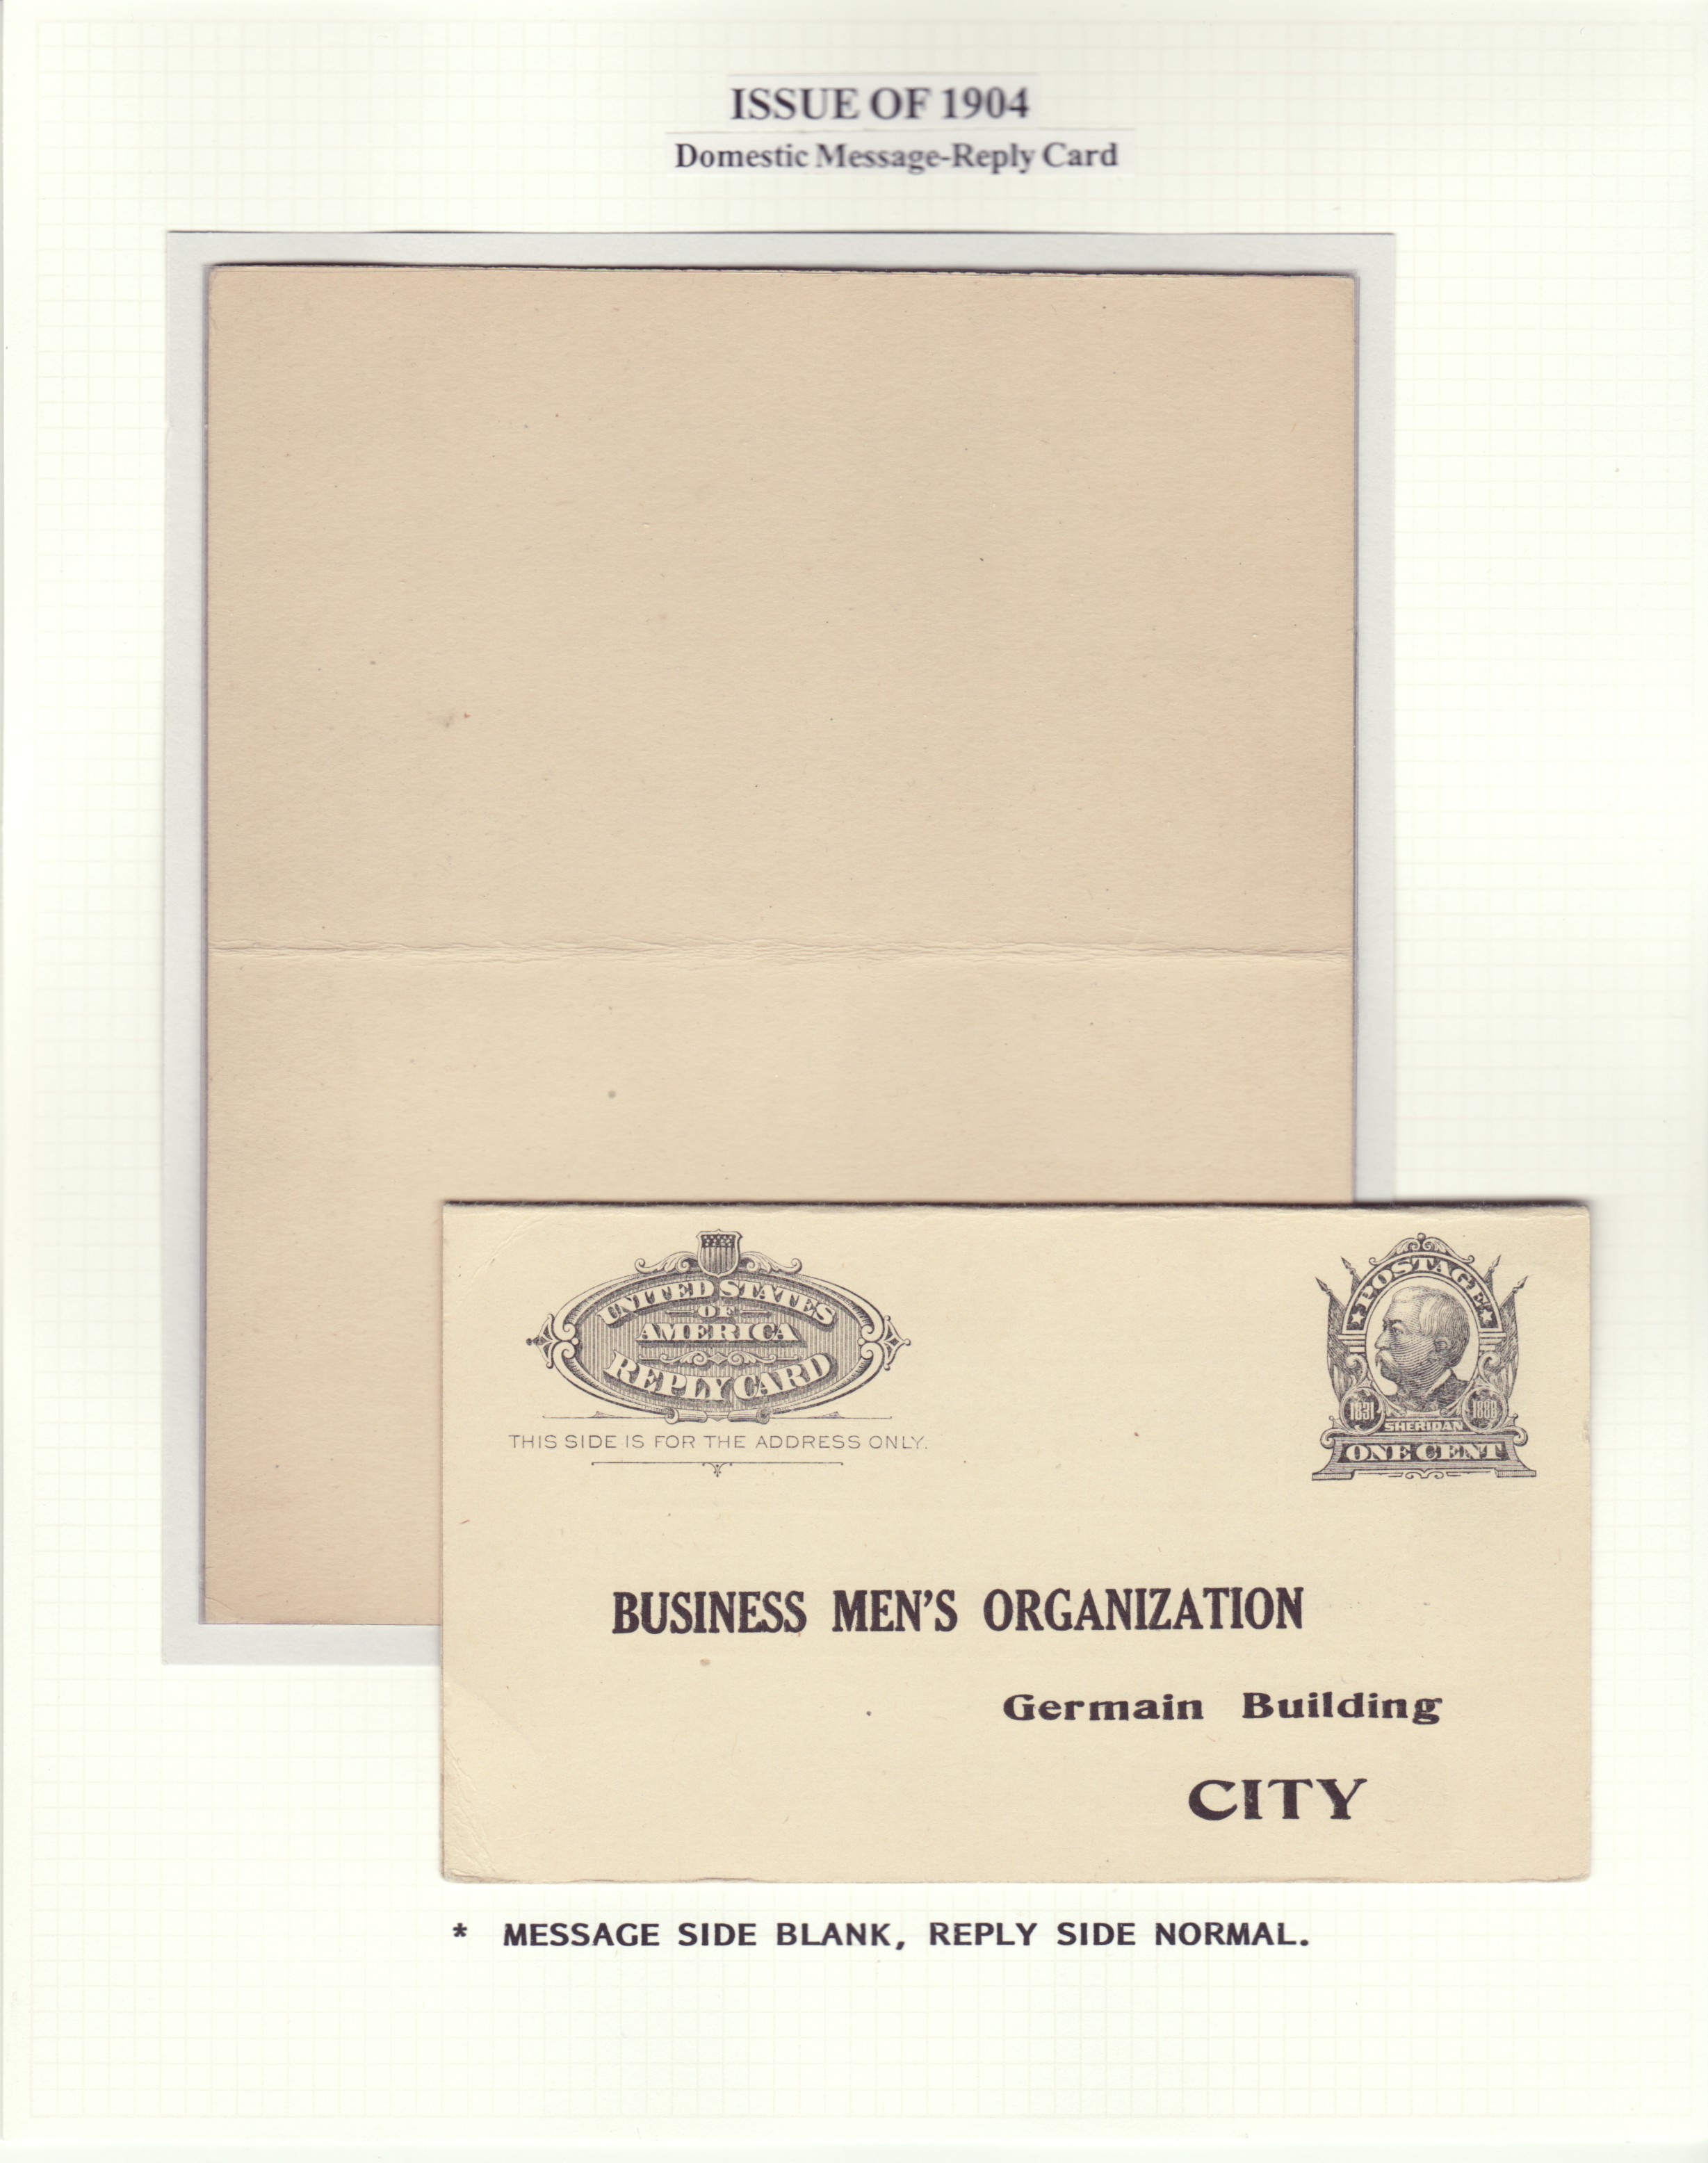 ISSUE OF 1904
Domestic Message-Reply Card
UNITED STATES
OF
AMERICA
REPLY CARD
THIS SIDE IS FOR THE ADDRESS ONLY.
POSTAGE
1831 1888
SHERIDAN
ONE CENT
BUSINESS MEN'S ORGANIZATION
Germain Building
CITY
* MESSAGE SIDE BLANK, REPLY SIDE NORMAL.